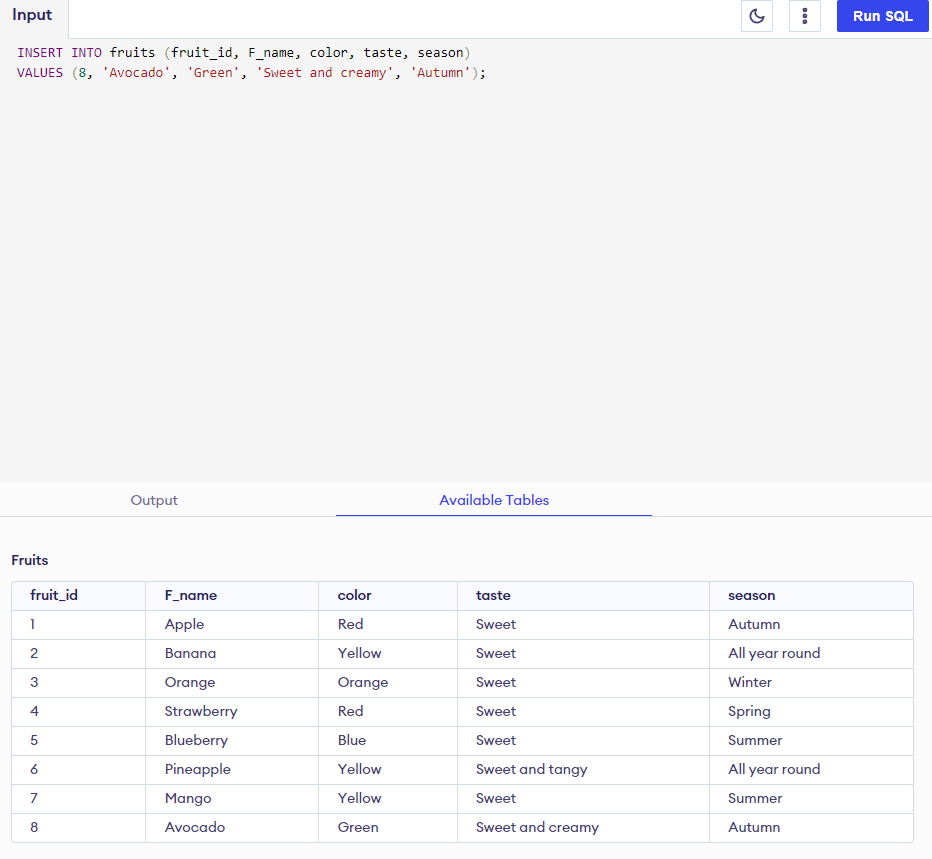 Input
Run SQL
INSERT INTO fruits (fruit_id, F_name, color, taste, season)
VALUES (8, 'Avocado', 'Green', 'Sweet and creamy', 'Autumn');
Output Available Tables
Fruits
fruit_id F_name color taste season
1 Apple Red Sweet Autumn
2 Banana Yellow Sweet All year round
3 Orange Orange Sweet Winter
4 Strawberry Red Sweet Spring
5 Blueberry Blue Sweet Summer
6 Pineapple Yellow Sweet and tangy All year round
7 Mango Yellow Sweet Summer
8 Avocado Green Sweet and creamy Autumn